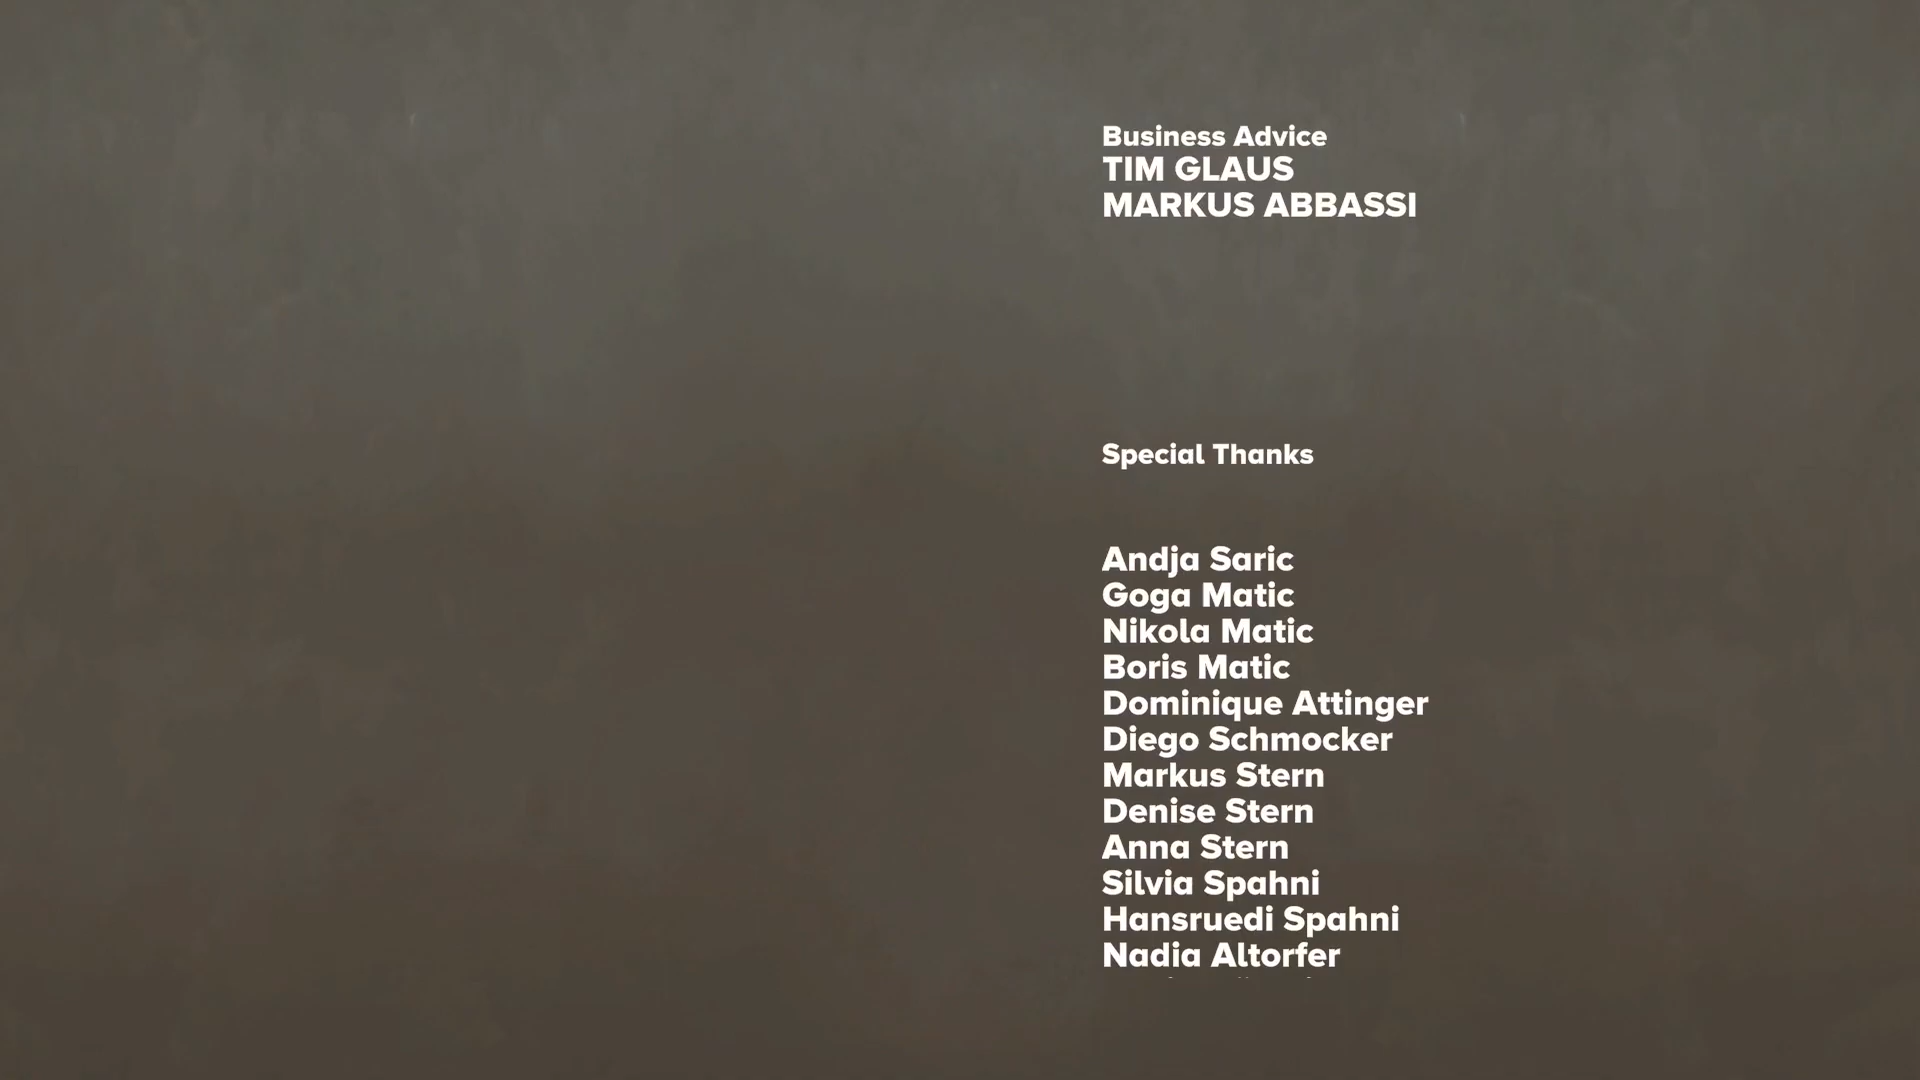 Business Advice
TIM GLAUS
MARKUS ABBASSI
Special Thanks
Andja Saric
Goga Matic
Nikola Matic
Boris Matic
Dominique Attinger
Diego Schmocker
Markus Stern
Denise Stern
Anna Stern
Silvia Spahni
Hansruedi Spahni
Nadia Altorfer